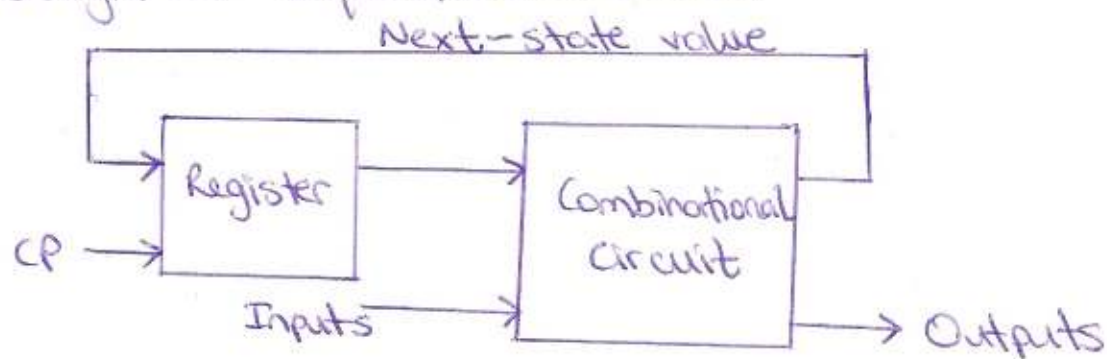 Next-state value
Register
Combinational
Circuit
CP
Inputs
Outputs